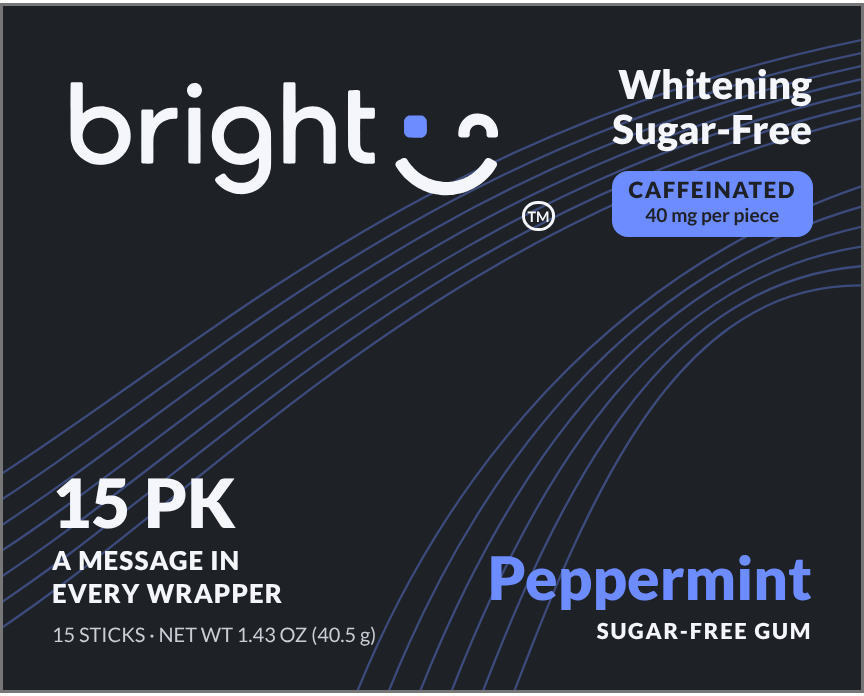 bright
TM
Whitening
Sugar-Free
CAFFEINATED
40 mg per piece
15 PK
A MESSAGE IN
EVERY WRAPPER
15 STICKS · NET WT 1.43 OZ (40.5 g)
Peppermint
SUGAR-FREE GUM